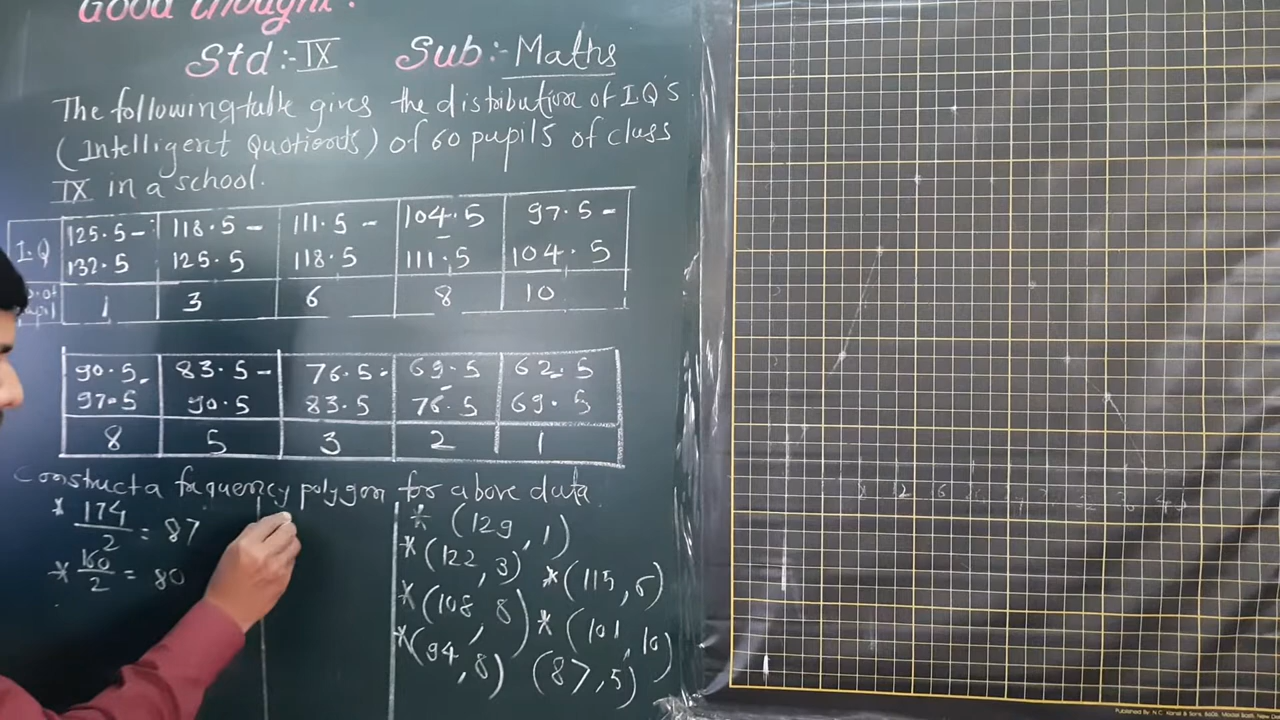 Good thought:
Std:- IX Sub:- Maths
The following table gives the distribution of I.Q'S
(Intelligent Quotients) of 60 pupils of class
IX in a school.
I.Q 125.5 - 132.5 118.5 - 125.5 111.5 - 118.5 104.5 - 111.5 97.5 - 104.5
1 3 6 8 10
90.5 - 97.5 83.5 - 90.5 76.5 - 83.5 69.5 - 76.5 62.5 - 69.5
8 5 3 2 1
Construct a frquency polygon for above data
* 174/2 = 87
* 160/2 = 80
* (129, 1)
* (122, 3) * (115, 6)
* (108, 8) * (101, 10)
* (94, 8) (87, 5)